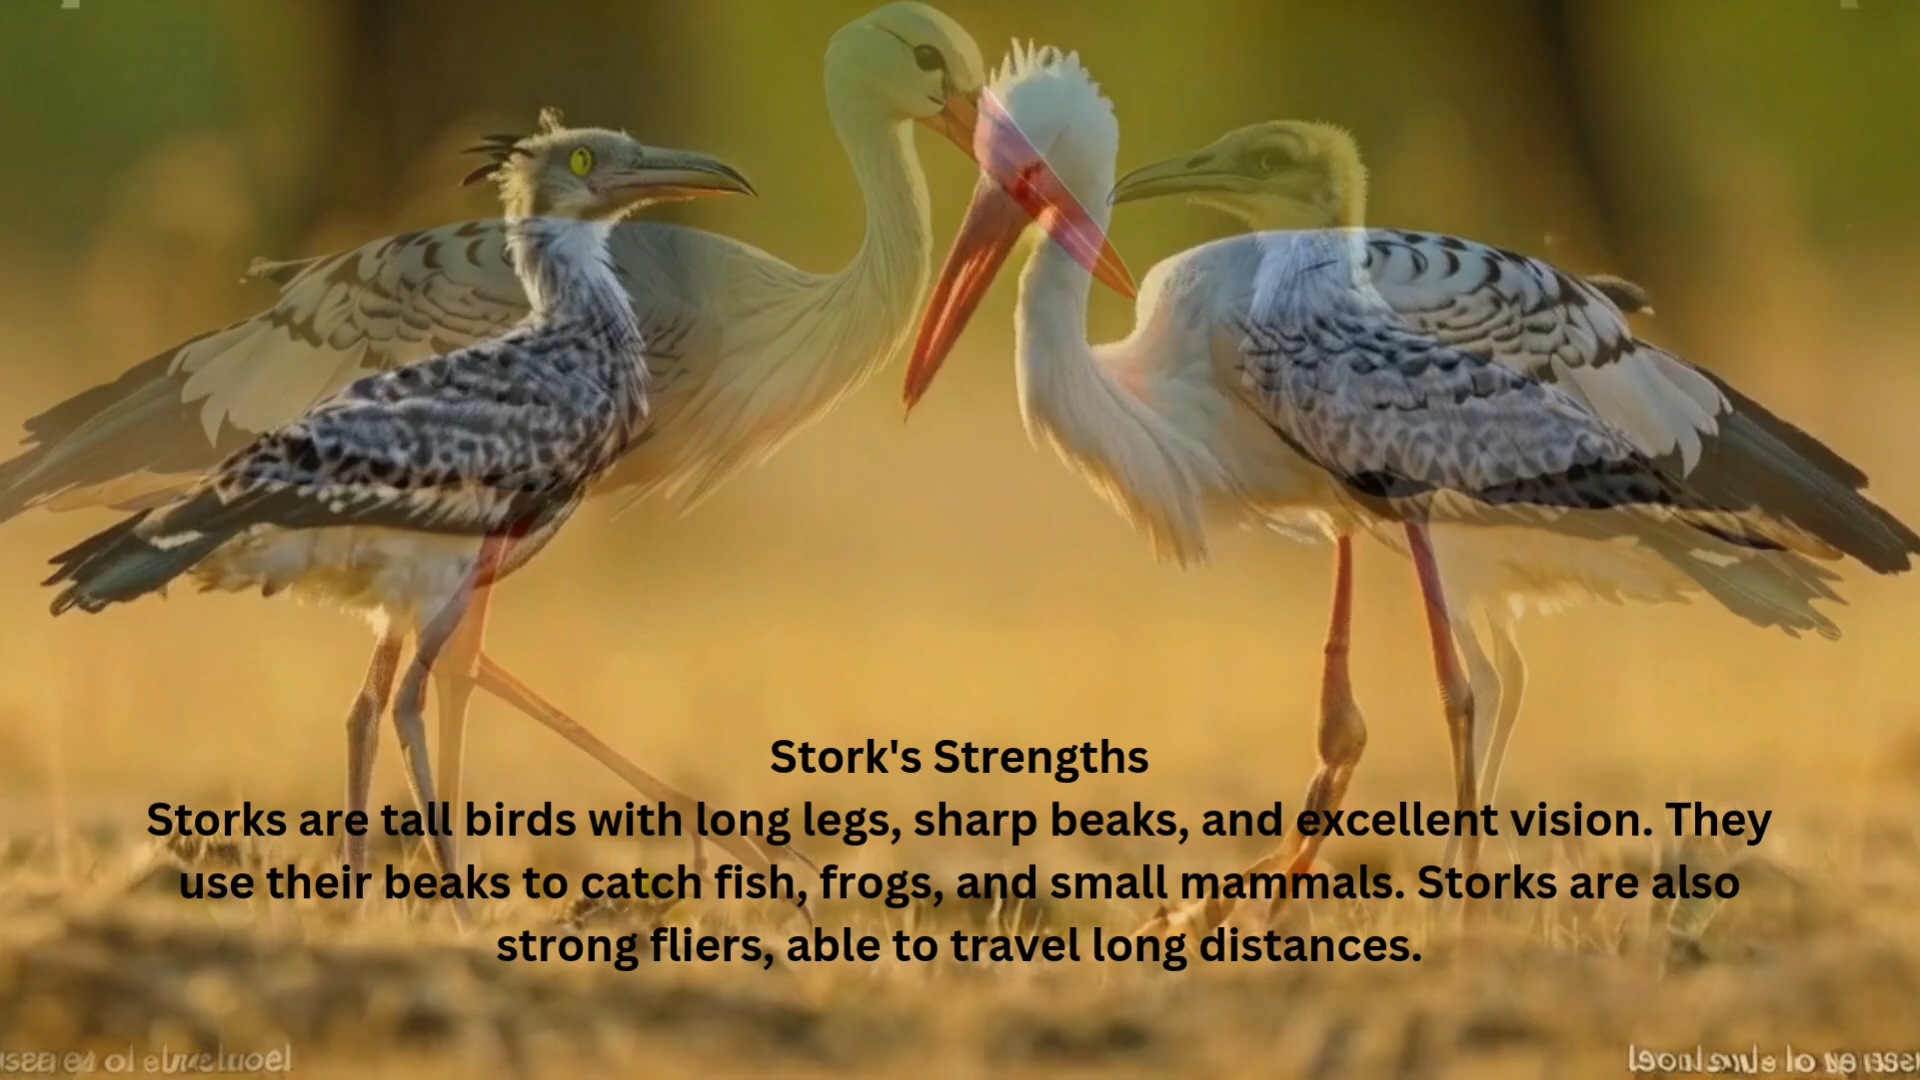 Stork's Strengths
Storks are tall birds with long legs, sharp beaks, and excellent vision. They
use their beaks to catch fish, frogs, and small mammals. Storks are also
strong fliers, able to travel long distances.